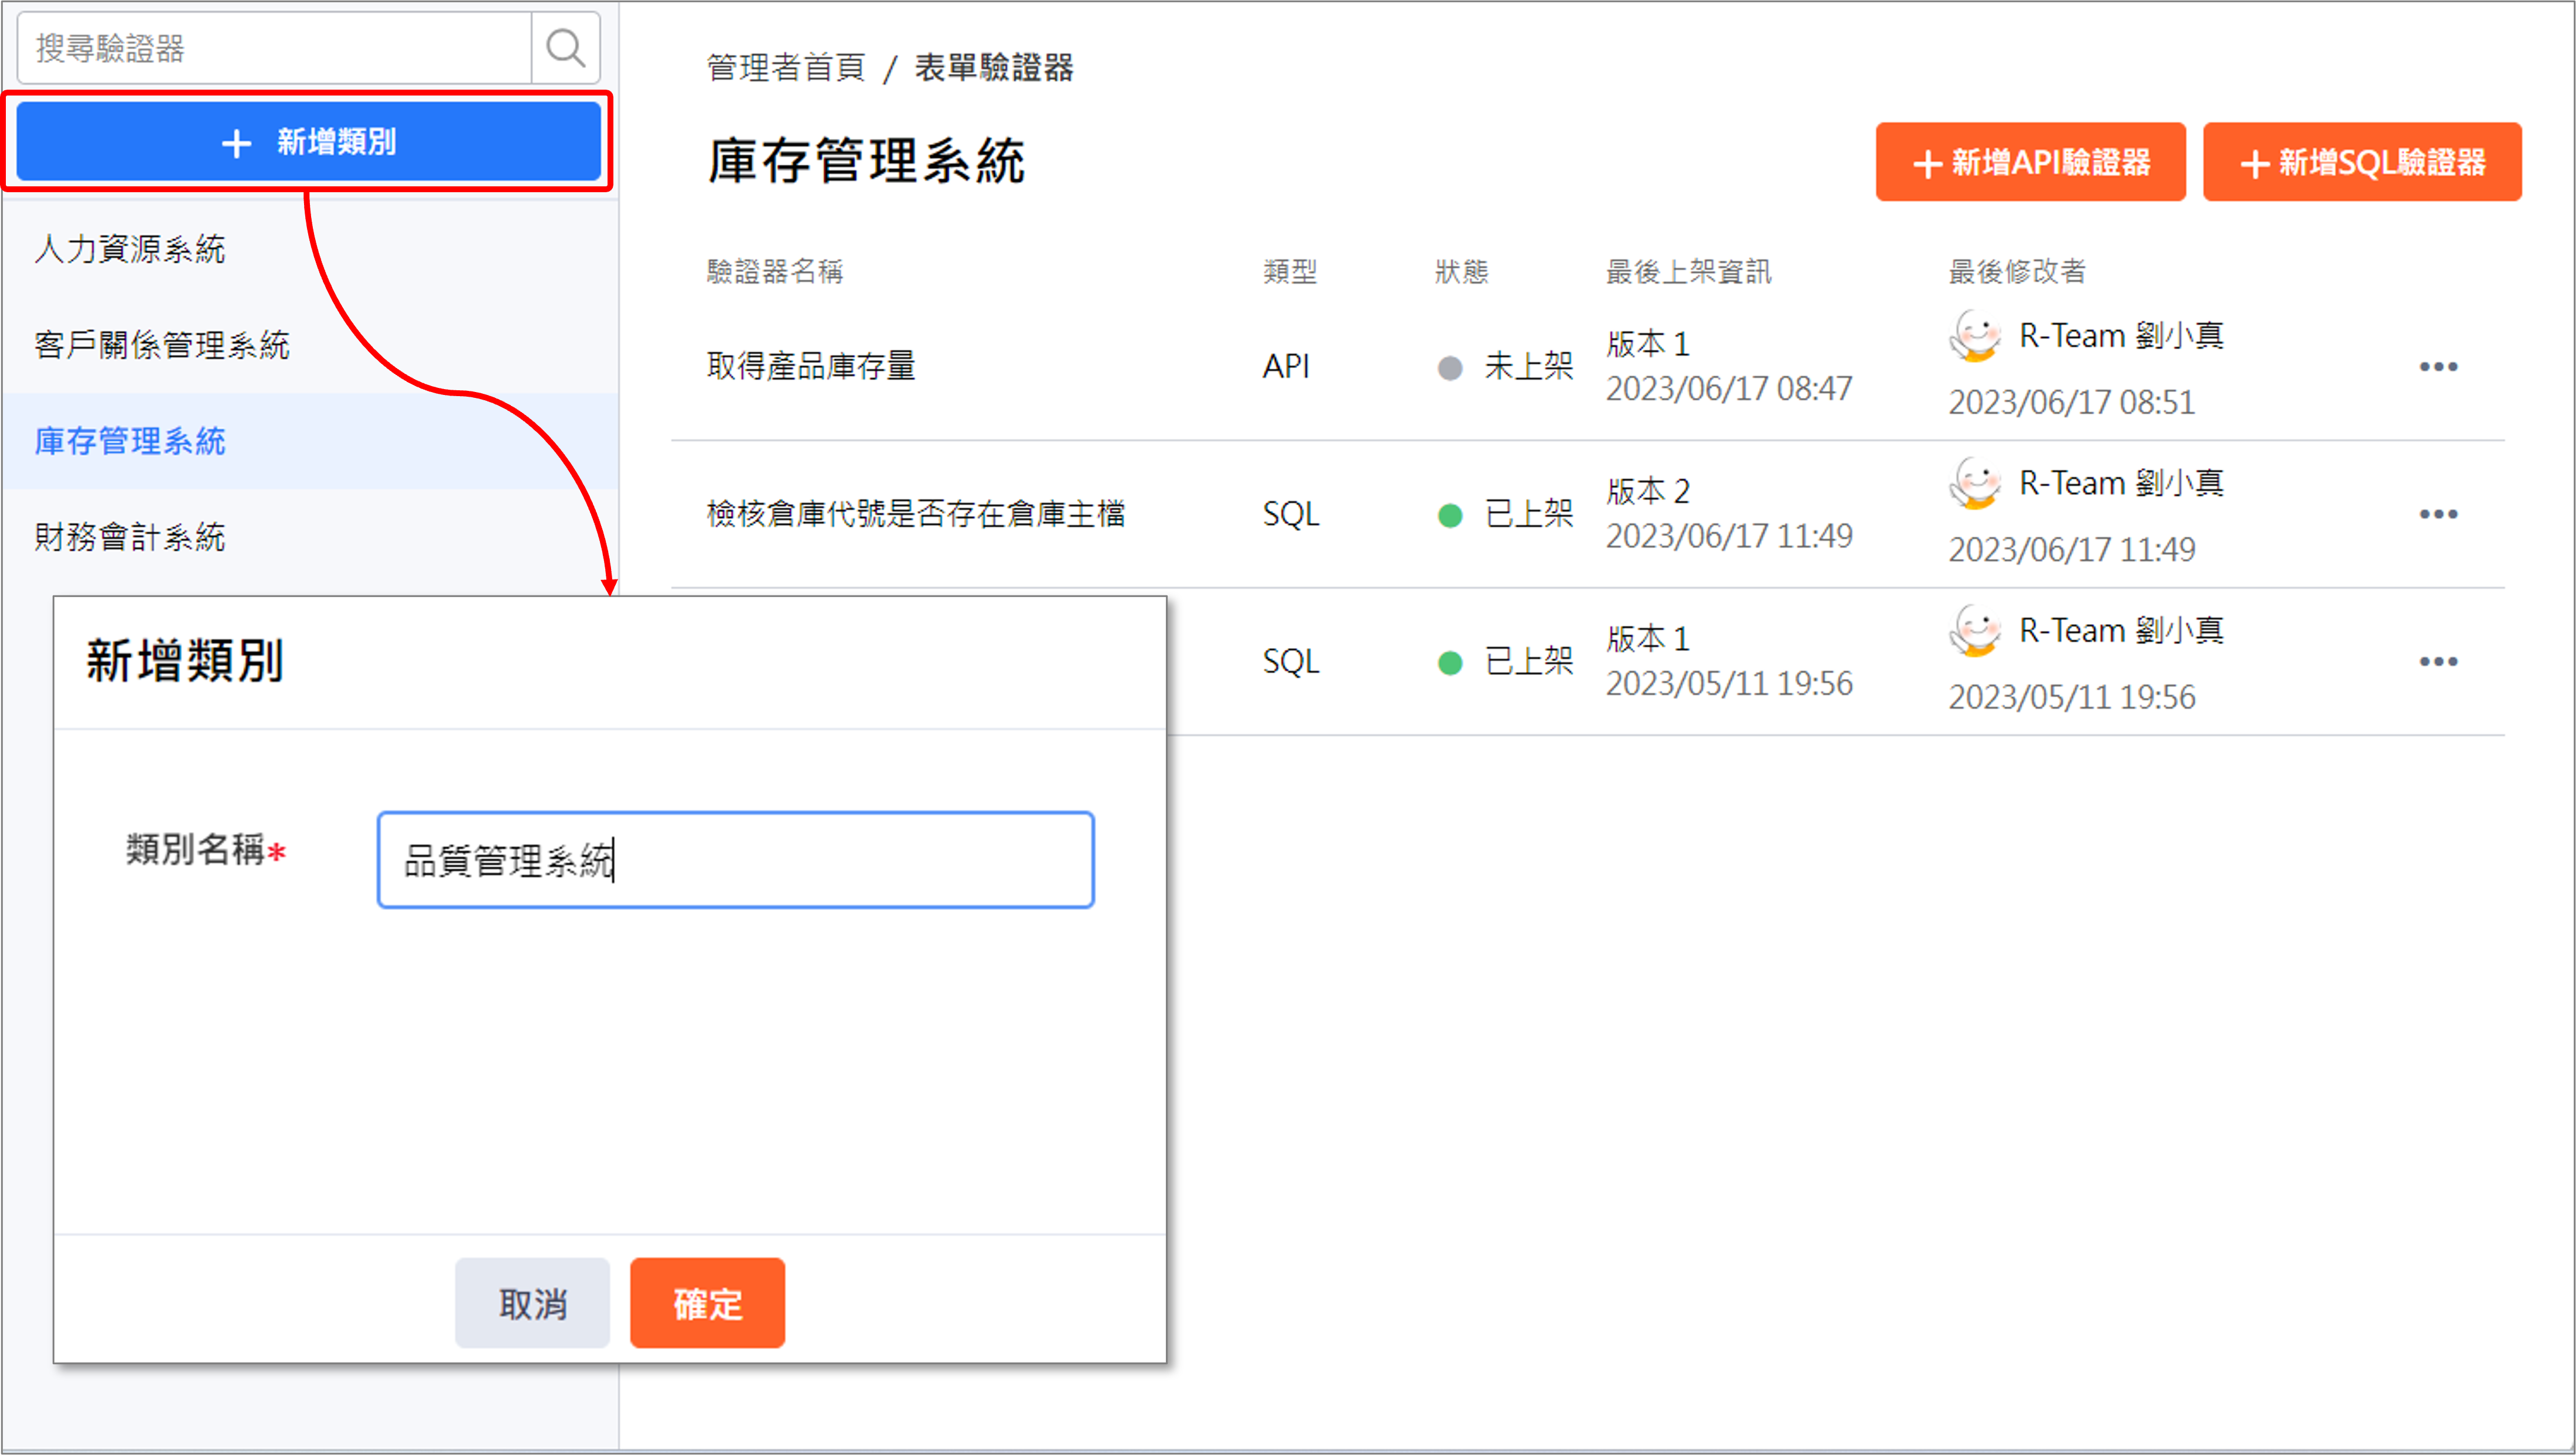 搜尋驗證器
新增類別
人力資源系統
客戶關係管理系統
庫存管理系統
財務會計系統
管理者首頁 / 表單驗證器
庫存管理系統
新增API驗證器 新增SQL驗證器
驗證器名稱 類型 狀態 最後上架資訊 最後修改者
取得產品庫存量 API 未上架 版本 1 R-Team 劉小真
2023/06/17 08:47 2023/06/17 08:51
檢核倉庫代號是否存在倉庫主檔 SQL 已上架 版本 2 R-Team 劉小真
2023/06/17 11:49 2023/06/17 11:49
SQL 已上架 版本 1 R-Team 劉小真
2023/05/11 19:56 2023/05/11 19:56
新增類別
類別名稱* 品質管理系統
取消 確定